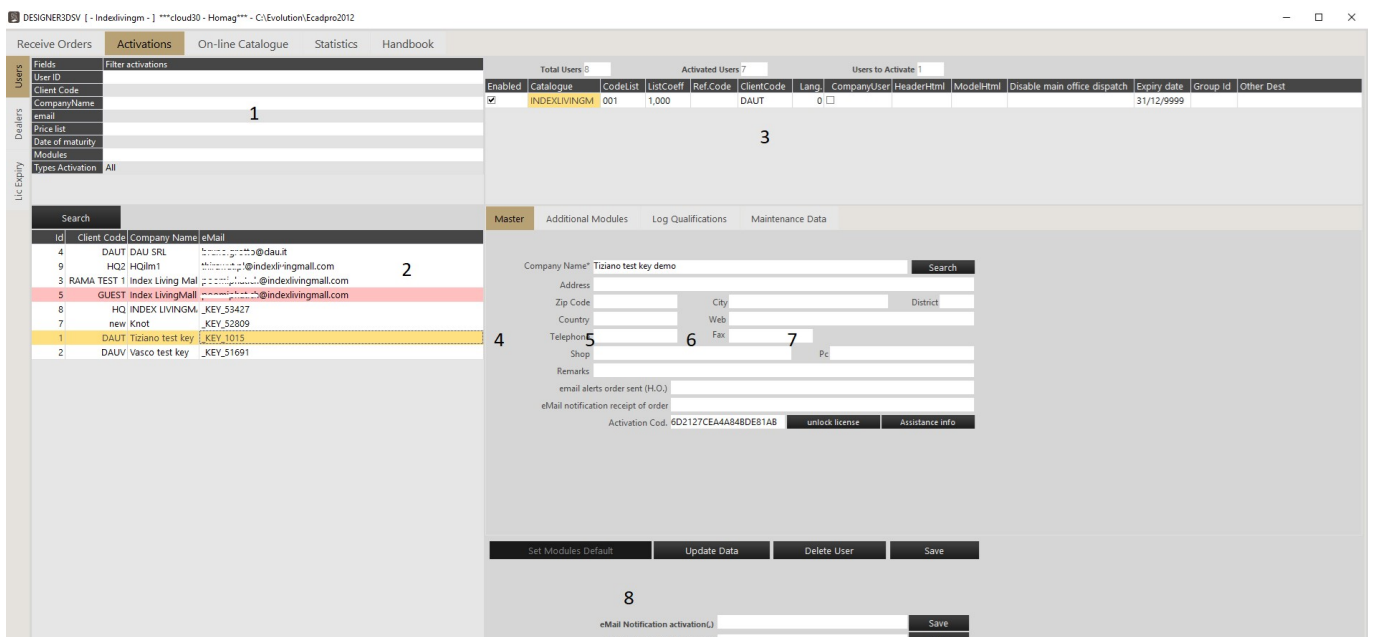 DESIGNER3DSV [ - Indexlivingm - ] ***cloud30 - Homag*** - C:\Evolution\Ecadpro2012
Receive Orders Activations On-line Catalogue Statistics Handbook
Users
Dealers
Lic Expiry
Fields Filter activations
User ID
Client Code
CompanyName
email
Price list
Date of maturity
Modules
Types Activation All
1
Search
Id Client Code Company Name eMail
4 DAUT DAU SRL @dau.it
9 HQ2 HQilm1 @indexlivingmall.com
3 RAMA TEST 1 Index Living Mal @indexlivingmall.com
5 GUEST Index LivingMall @indexlivingmall.com
8 HQ INDEX LIVINGM _KEY_53427
7 new Knot _KEY_52809
1 DAUT Tiziano test key _KEY_1015
2 DAUV Vasco test key _KEY_51691
2
Total Users 8 Activated Users 7 Users to Activate 1
Enabled Catalogue CodeList ListCoeff Ref.Code ClientCode Lang. CompanyUser HeaderHtml ModelHtml Disable main office dispatch Expiry date Group Id Other Dest
INDEXLIVINGM 001 1,000 DAUT 0 31/12/9999
3
Master Additional Modules Log Qualifications Maintenance Data
4 5 6 7
Company Name* Tiziano test key demo Search
Address
Zip Code City District
Country Web
Telephone Fax
Shop Pc
Remarks
email alerts order sent (H.O.)
eMail notification receipt of order
Activation Cod. 6D2127CEA4A84BDE81AB unlock license Assistance info
Set Modules Default Update Data Delete User Save
8
eMail Notification activation(,) Save